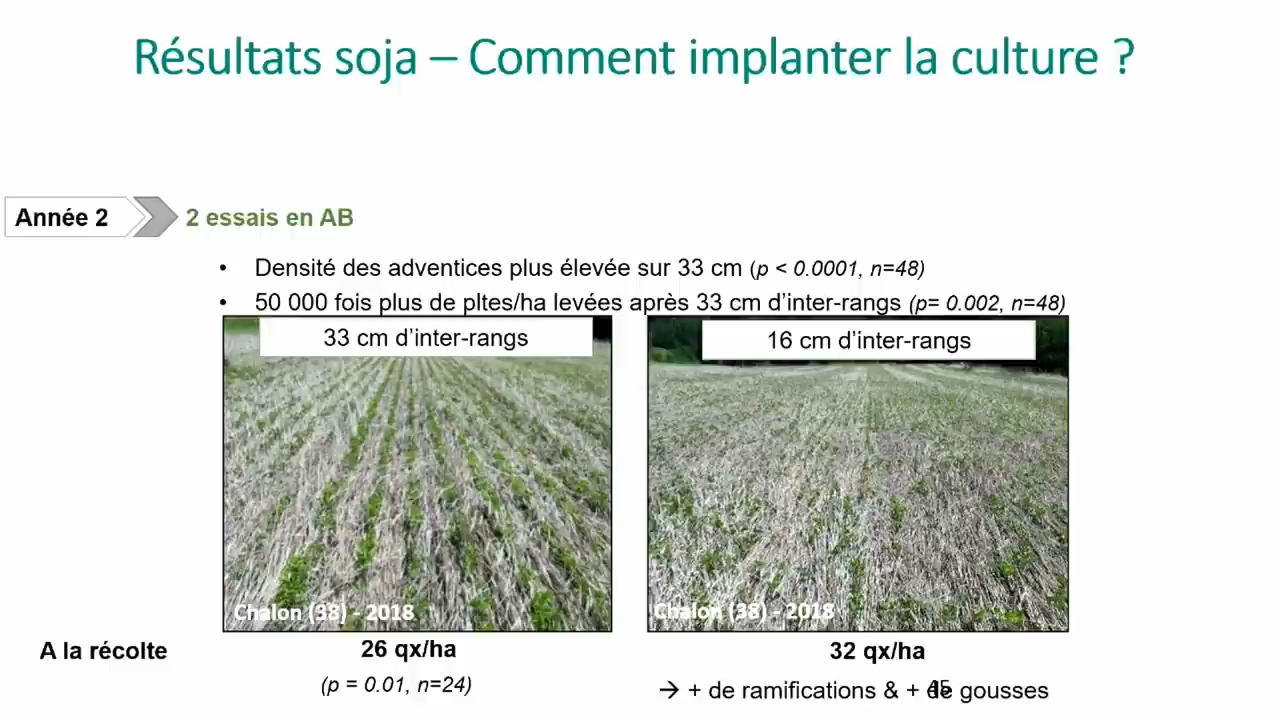 Résultats soja – Comment implanter la culture ?
Année 2
2 essais en AB
• Densité des adventices plus élevée sur 33 cm (p < 0.0001, n=48)
• 50 000 fois plus de pltes/ha levées après 33 cm d’inter-rangs (p= 0.002, n=48)
33 cm d’inter-rangs
16 cm d’inter-rangs
Chalon (38) - 2018
Chalon (38) - 2018
A la récolte
26 qx/ha
32 qx/ha
(p = 0.01, n=24)
→ + de ramifications & + de gousses
45